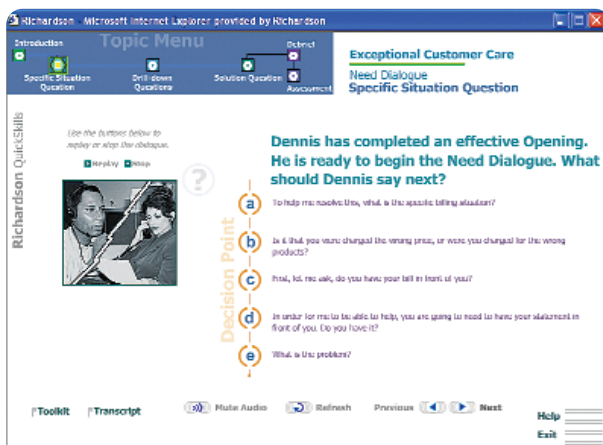 Richardson - Microsoft Internet Explorer provided by Richardson
Topic Menu
Introduction
Debrief
Specific Situation
Question
Drill-down
Questions
Solution Question
Assessment
Exceptional Customer Care
Need Dialogue
Specific Situation Question
Richardson QuickSkills
Use the buttons below to
replay or stop the dialogue.
Replay Stop
?
Dennis has completed an effective Opening.
He is ready to begin the Need Dialogue. What
should Dennis say next?
Decision Point
a To help me resolve this, what is the specific billing situation?
b Is it that you were charged the wrong price, or were you charged for the wrong
products?
c First, let me ask, do you have your bill in front of you?
d In order for me to be able to help, you are going to need to have your statement in
front of you. Do you have it?
e What is the problem?
Toolkit Transcript Mute Audio Refresh Previous Next
Help
Exit